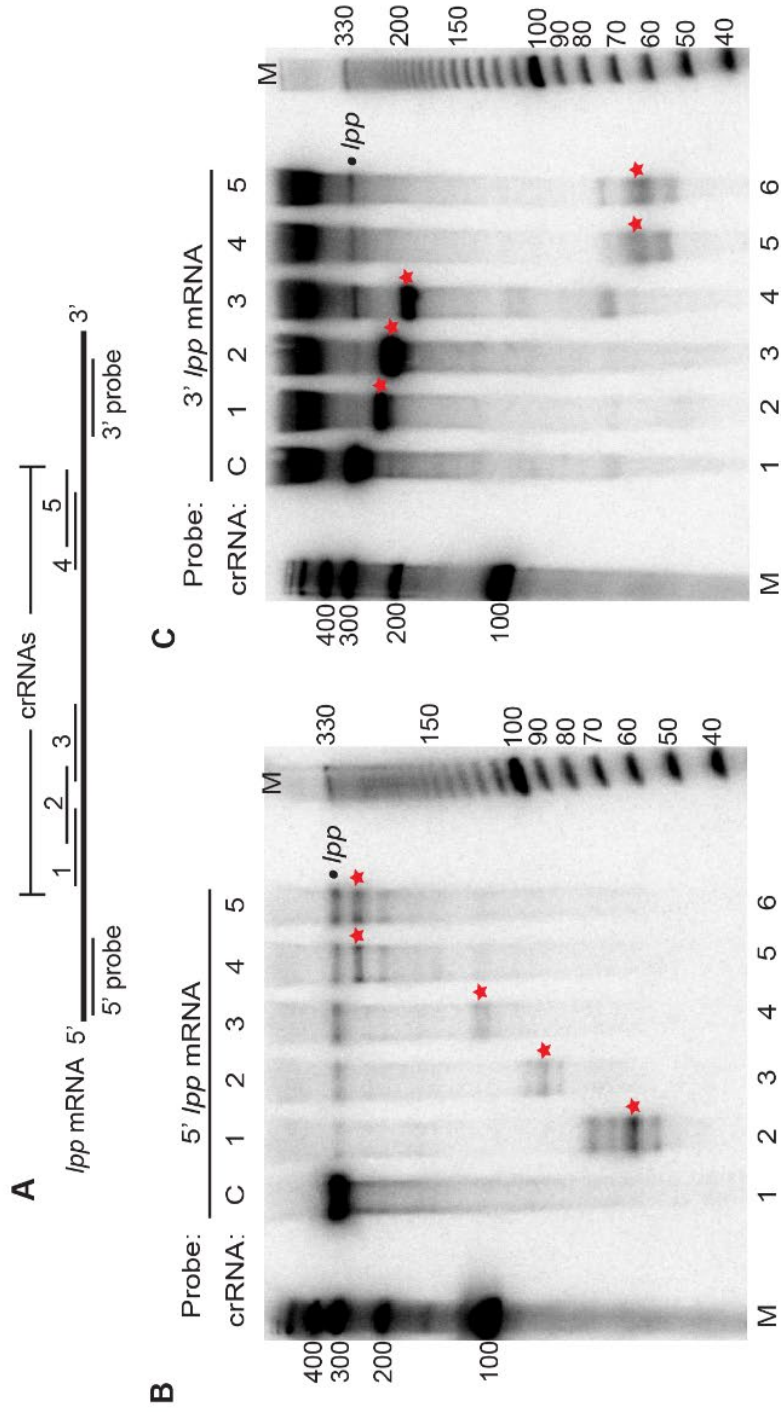 A
lpp mRNA 5'
3'
crRNAs
1 2 3 4 5
5' probe
3' probe
B
Probe: 5' lpp mRNA
crRNA: C 1 2 3 4 5
M
lpp
400
300
200
100
330
150
100
90
80
70
60
50
40
M 1 2 3 4 5 6
C
Probe: 3' lpp mRNA
crRNA: C 1 2 3 4 5
M
lpp
400
300
200
100
330
200
150
100
90
80
70
60
50
40
M 1 2 3 4 5 6